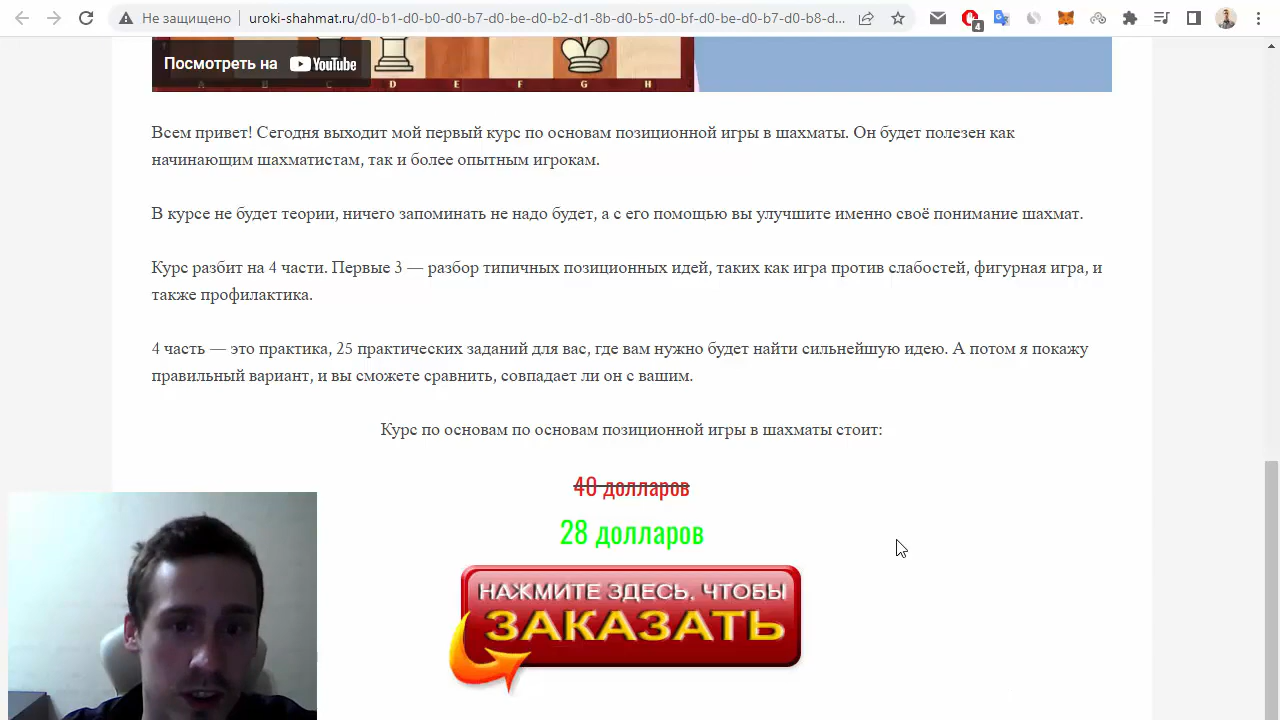 Не защищено uroki-shahmat.ru/d0-b1-d0-b0-d0-b7-d0-be-d0-b2-d1-8b-d0-b5-d0-bf-d0-be-d0-b7-d0-b8-d...
4
Посмотреть на YouTube
A B C D E F G H
Всем привет! Сегодня выходит мой первый курс по основам позиционной игры в шахматы. Он будет полезен как
начинающим шахматистам, так и более опытным игрокам.
В курсе не будет теории, ничего запоминать не надо будет, а с его помощью вы улучшите именно своё понимание шахмат.
Курс разбит на 4 части. Первые 3 — разбор типичных позиционных идей, таких как игра против слабостей, фигурная игра, и
также профилактика.
4 часть — это практика, 25 практических заданий для вас, где вам нужно будет найти сильнейшую идею. А потом я покажу
правильный вариант, и вы сможете сравнить, совпадает ли он с вашим.
Курс по основам по основам позиционной игры в шахматы стоит:
40 долларов
28 долларов
НАЖМИТЕ ЗДЕСЬ, ЧТОБЫ
ЗАКАЗАТЬ